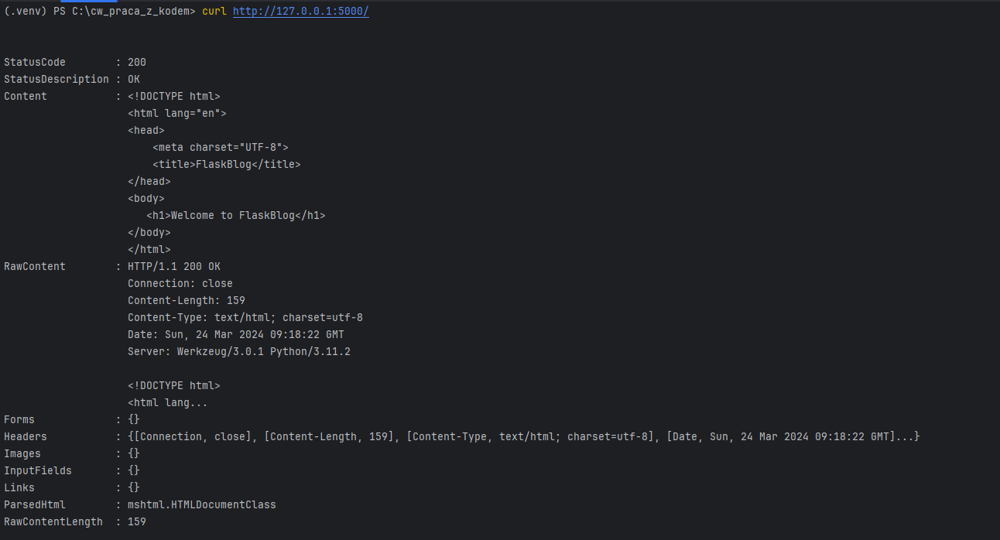 (.venv) PS C:\cw_praca_z_kodem> curl http://127.0.0.1:5000/
StatusCode        : 200
StatusDescription : OK
Content           : <!DOCTYPE html>
                    <html lang="en">
                    <head>
                        <meta charset="UTF-8">
                        <title>FlaskBlog</title>
                    </head>
                    <body>
                       <h1>Welcome to FlaskBlog</h1>
                    </body>
                    </html>
RawContent        : HTTP/1.1 200 OK
                    Connection: close
                    Content-Length: 159
                    Content-Type: text/html; charset=utf-8
                    Date: Sun, 24 Mar 2024 09:18:22 GMT
                    Server: Werkzeug/3.0.1 Python/3.11.2
                    <!DOCTYPE html>
                    <html lang...
Forms             : {}
Headers           : {[Connection, close], [Content-Length, 159], [Content-Type, text/html; charset=utf-8], [Date, Sun, 24 Mar 2024 09:18:22 GMT]...}
Images            : {}
InputFields       : {}
Links             : {}
ParsedHtml        : mshtml.HTMLDocumentClass
RawContentLength  : 159